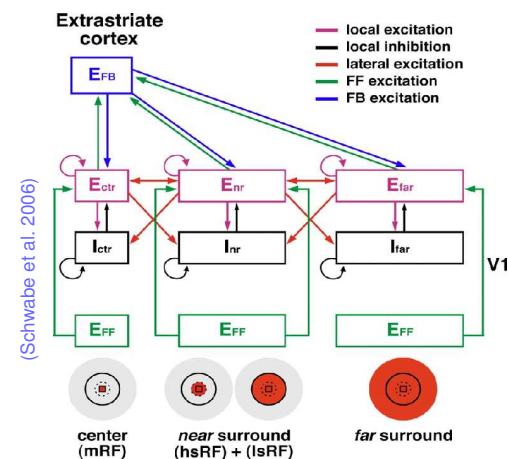 Extrastriate
cortex
local excitation
local inhibition
lateral excitation
FF excitation
FB excitation
EFB
(Schwabe et al. 2006)
Ectr
Enr
Efar
Ictr
Inr
Ifar
V1
EFF
EFF
EFF
center
(mRF)
near surround
(hsRF) + (lsRF)
far surround